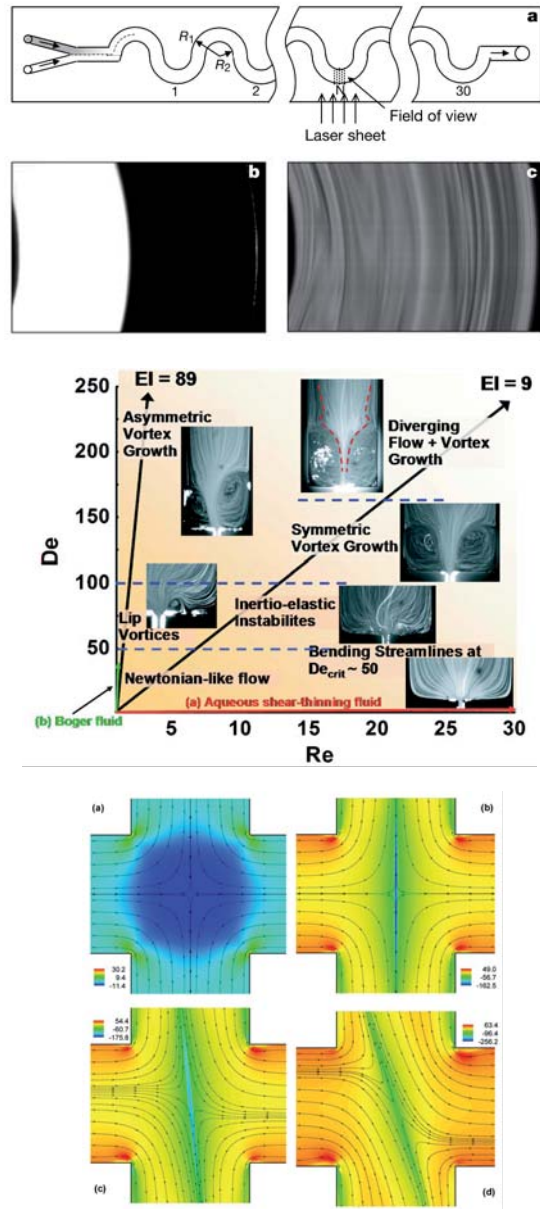 a
R1
R2
1
2
N
30
Field of view
Laser sheet
b
c
De
250
200
150
100
50
El = 89
El = 9
Asymmetric
Vortex
Growth
Diverging
Flow + Vortex
Growth
Symmetric
Vortex Growth
Lip
Vortices
Inertio-elastic
Instabilites
Bending Streamlines at
Decrit ~ 50
Newtonian-like flow
(b) Boger fluid
(a) Aqueous shear-thinning fluid
5
10
15
20
25
30
Re
(a)
30.2
9.4
-11.4
(b)
49.0
-56.7
-162.5
54.4
-60.7
-175.8
(c)
63.4
-96.4
-256.2
(d)